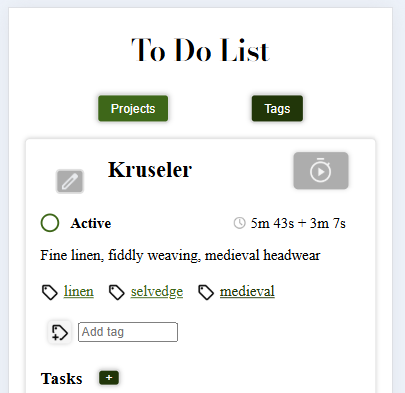 To Do List
Projects Tags
Kruseler
Active 5m 43s + 3m 7s
Fine linen, fiddly weaving, medieval headwear
linen selvedge medieval
Add tag
Tasks +